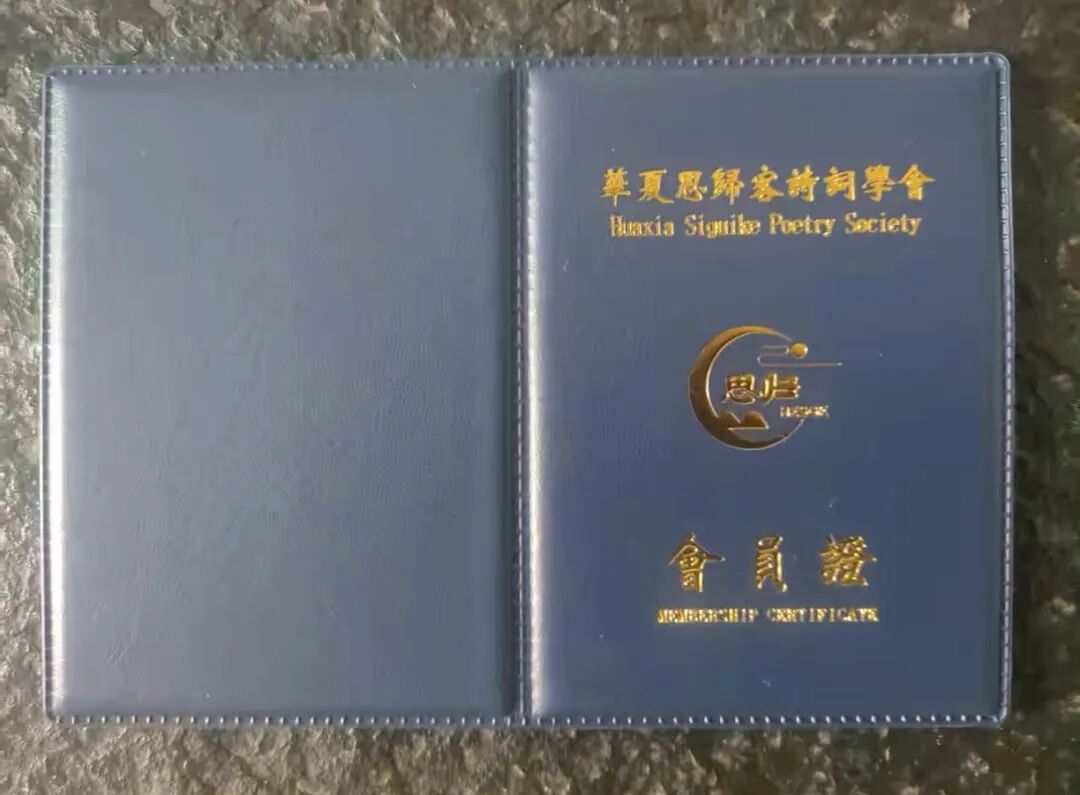 華夏思歸客詩詞學會
Huaxia Siguike Poetry Society
思归
會員證
MEMBERSHIP CERTIFICATE